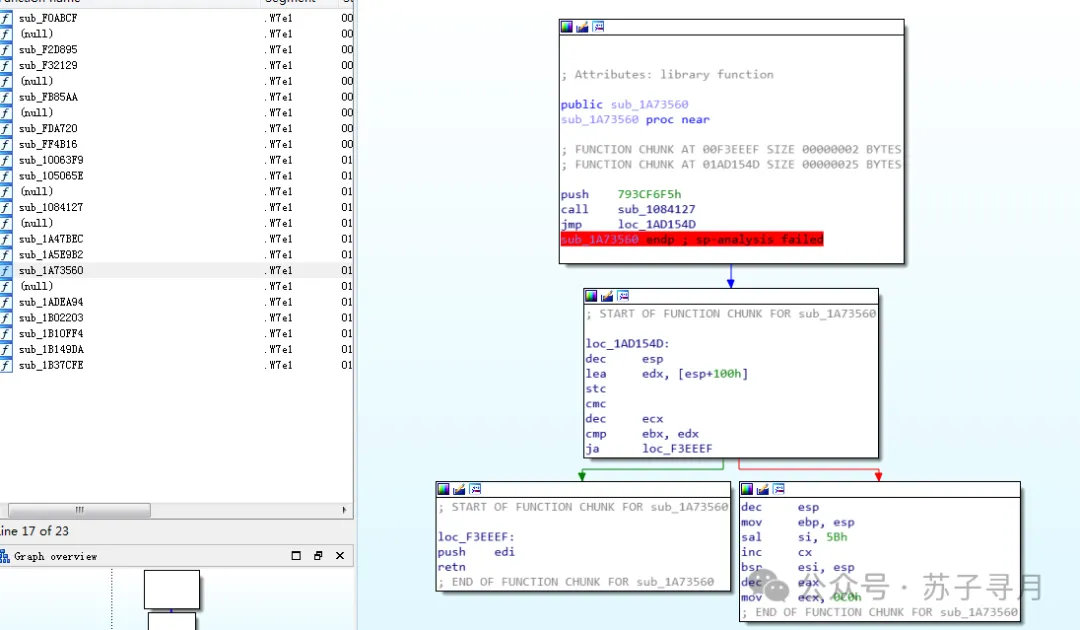 sub_F0ABCF .W7e1 00
(null) .W7e1 00
sub_F2D895 .W7e1 00
sub_F32129 .W7e1 00
(null) .W7e1 00
sub_FB85AA .W7e1 00
(null) .W7e1 00
sub_FDA720 .W7e1 00
sub_FF4B16 .W7e1 00
sub_10063F9 .W7e1 01
sub_105065E .W7e1 01
(null) .W7e1 01
sub_1084127 .W7e1 01
(null) .W7e1 01
sub_1A47BEC .W7e1 01
sub_1A5E9B2 .W7e1 01
sub_1A73560 .W7e1 01
(null) .W7e1 01
sub_1ADEA94 .W7e1 01
sub_1B02203 .W7e1 01
sub_1B10FF4 .W7e1 01
sub_1B149DA .W7e1 01
sub_1B37CFE .W7e1 01
ine 17 of 23
Graph overview
; Attributes: library function
public sub_1A73560
sub_1A73560 proc near
; FUNCTION CHUNK AT 00F3EEEF SIZE 00000002 BYTES
; FUNCTION CHUNK AT 01AD154D SIZE 00000025 BYTES
push 793CF6F5h
call sub_1084127
jmp loc_1AD154D
sub_1A73560 endp ; sp-analysis failed
; START OF FUNCTION CHUNK FOR sub_1A73560
loc_1AD154D:
dec esp
lea edx, [esp+100h]
stc
cmc
dec ecx
cmp ebx, edx
ja loc_F3EEEF
; START OF FUNCTION CHUNK FOR sub_1A73560
loc_F3EEEF:
push edi
retn
; END OF FUNCTION CHUNK FOR sub_1A73560
dec esp
mov ebp, esp
sal si, 5Bh
inc cx
bsr esi, esp
dec eax
mov ecx, 0C0h
; END OF FUNCTION CHUNK FOR sub_1A73560
公众号 · 苏子寻月